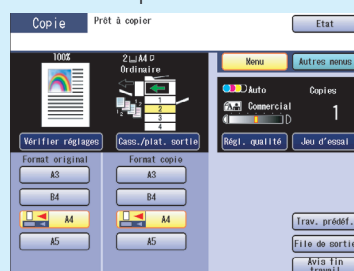 Copie
Prêt à copier
Etat
100%
2 A4
Ordinaire
1
2
3
4
Vérifier réglages
Cass./plat. sortie
Menu
Autres menus
Auto
Copies
Commercial
1
Régl. qualité
Jeu d'essai
Format original
Format copie
A3
A3
B4
B4
A4
A4
A5
A5
Trav. prédéf.
File de sortie
Avis fin
travail